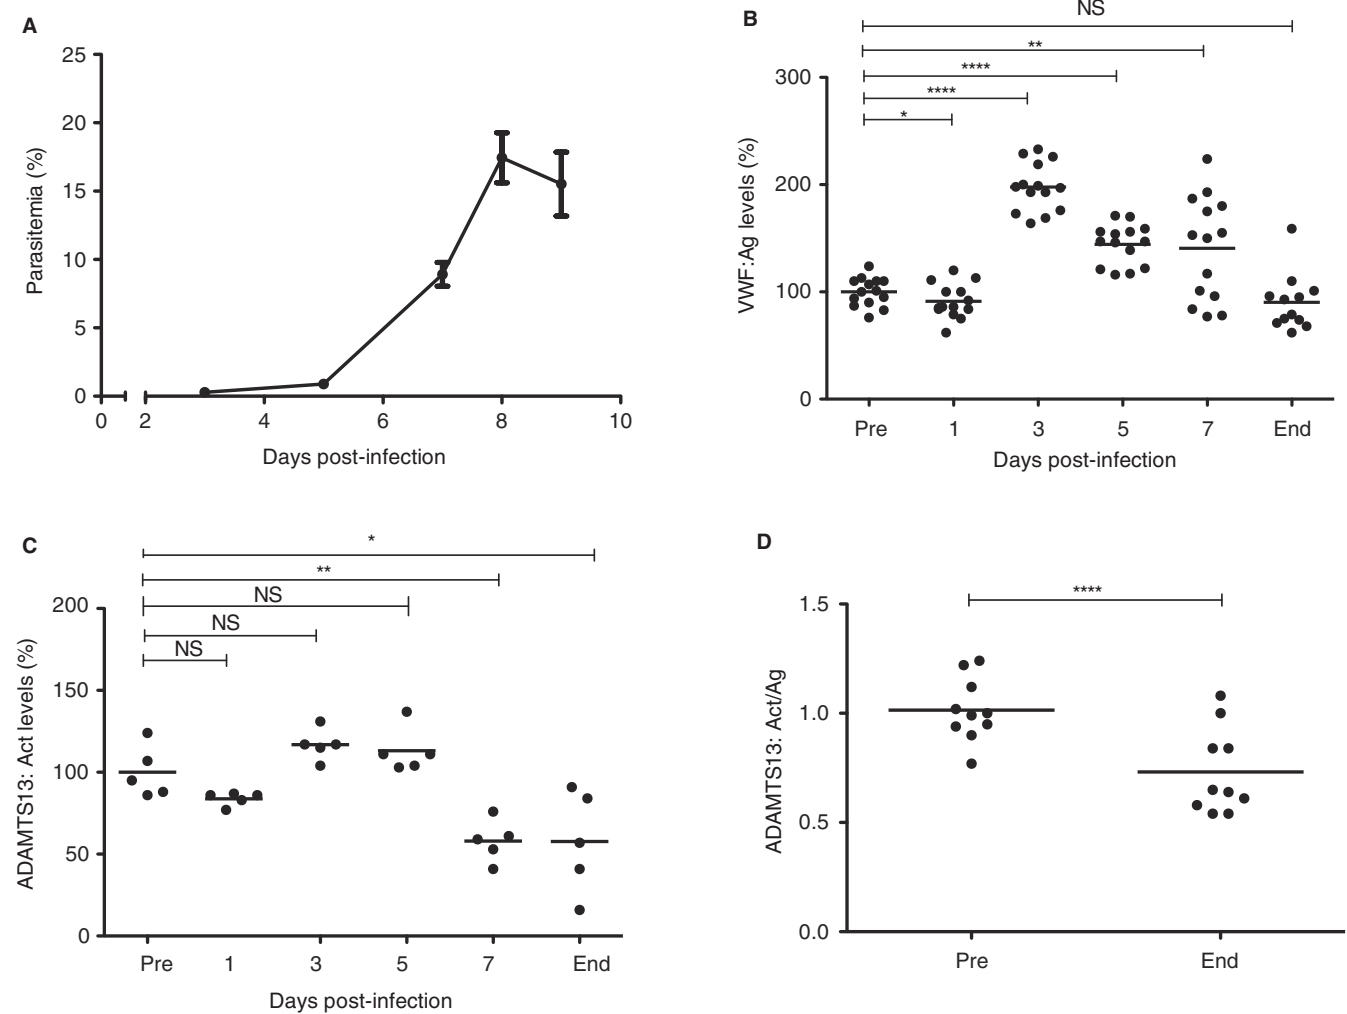 A
25
20
15
10
5
0
Parasitemia (%)
0 2 4 6 8 10
Days post-infection
B
NS
**
****
****
*
300
200
100
0
VWF:Ag levels (%)
Pre 1 3 5 7 End
Days post-infection
C
*
**
NS
NS
NS
200
150
100
50
0
ADAMTS13: Act levels (%)
Pre 1 3 5 7 End
Days post-infection
D
****
1.5
1.0
0.5
0.0
ADAMTS13: Act/Ag
Pre End